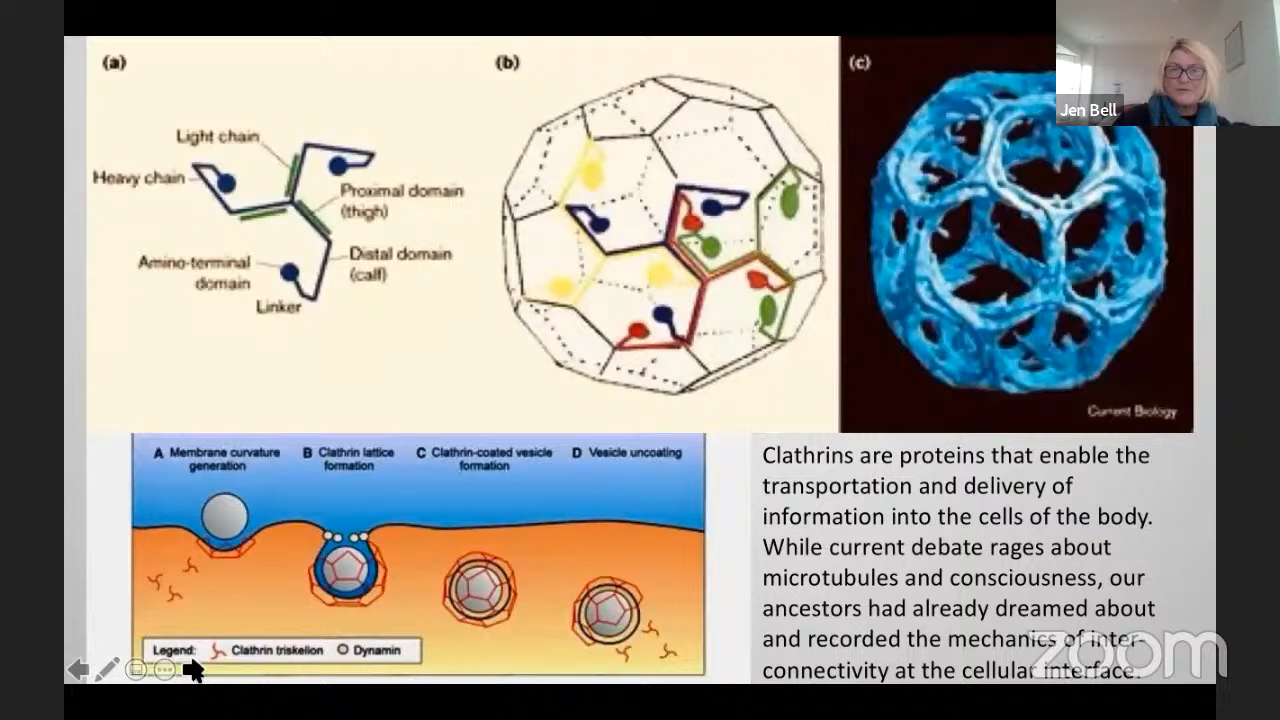 (a)
Light chain
Heavy chain
Proximal domain
(thigh)
Amino-terminal
domain
Distal domain
(calf)
Linker
(b)
(c)
Current Biology
Jen Bell
A Membrane curvature
generation
B Clathrin lattice
formation
C Clathrin-coated vesicle
formation
D Vesicle uncoating
Legend: Clathrin triskelion Dynamin
Clathrins are proteins that enable the
transportation and delivery of
information into the cells of the body.
While current debate rages about
microtubules and consciousness, our
ancestors had already dreamed about
and recorded the mechanics of inter-
connectivity at the cellular interface.
zoom